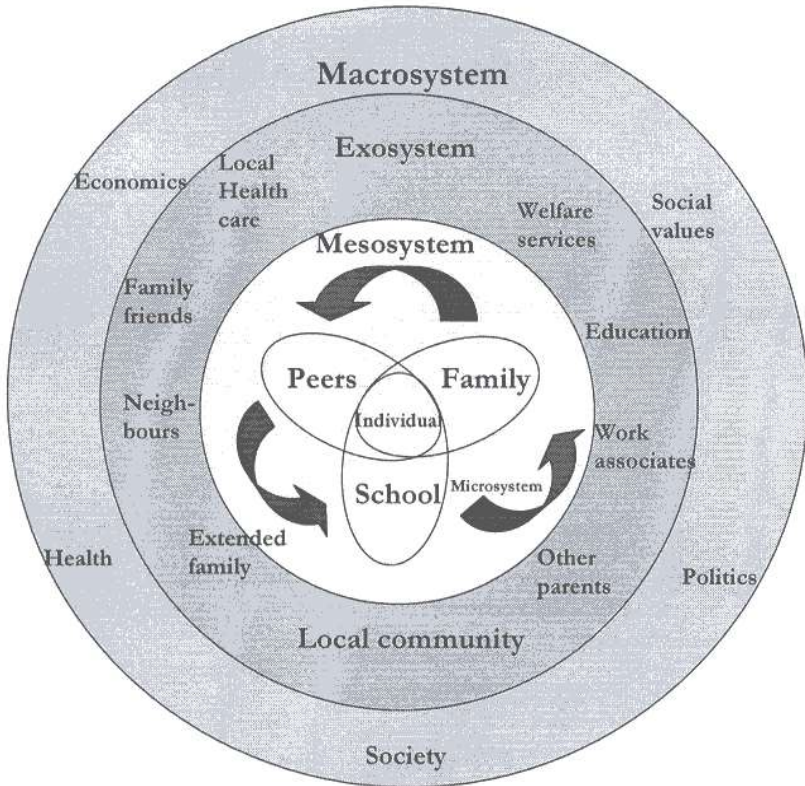 Macrosystem
Exosystem
Economics
Local
Health
care
Welfare
services
Social
values
Mesosystem
Family
friends
Education
Peers
Family
Neigh-
bours
Individual
Work
associates
School
Microsystem
Extended
family
Health
Other
parents
Politics
Local community
Society